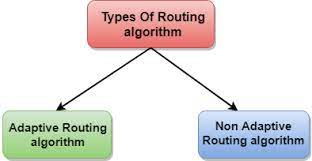 Types Of Routing
algorithm
Adaptive Routing
algorithm
Non Adaptive
Routing algorithm